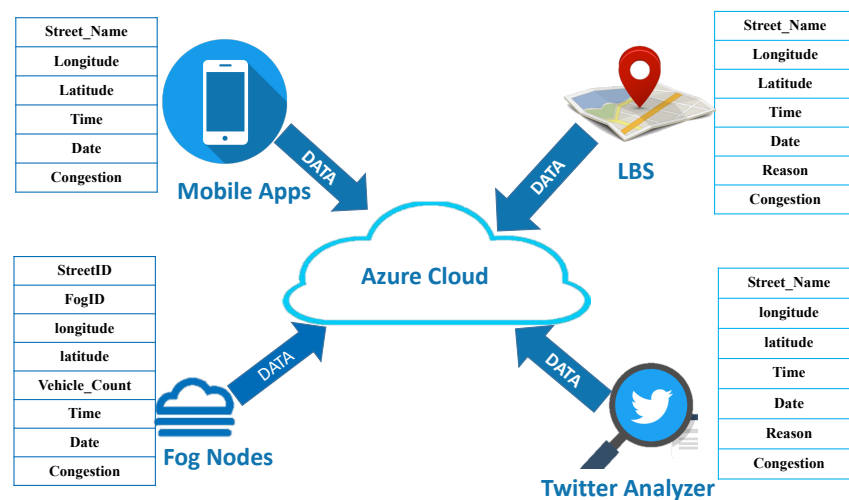 Street_Name
Longitude
Latitude
Time
Date
Congestion
Mobile Apps
DATA
Street_Name
Longitude
Latitude
Time
Date
Reason
Congestion
LBS
DATA
Azure Cloud
StreetID
FogID
longitude
latitude
Vehicle_Count
Time
Date
Congestion
Fog Nodes
DATA
Street_Name
longitude
latitude
Time
Date
Reason
Congestion
DATA
Twitter Analyzer